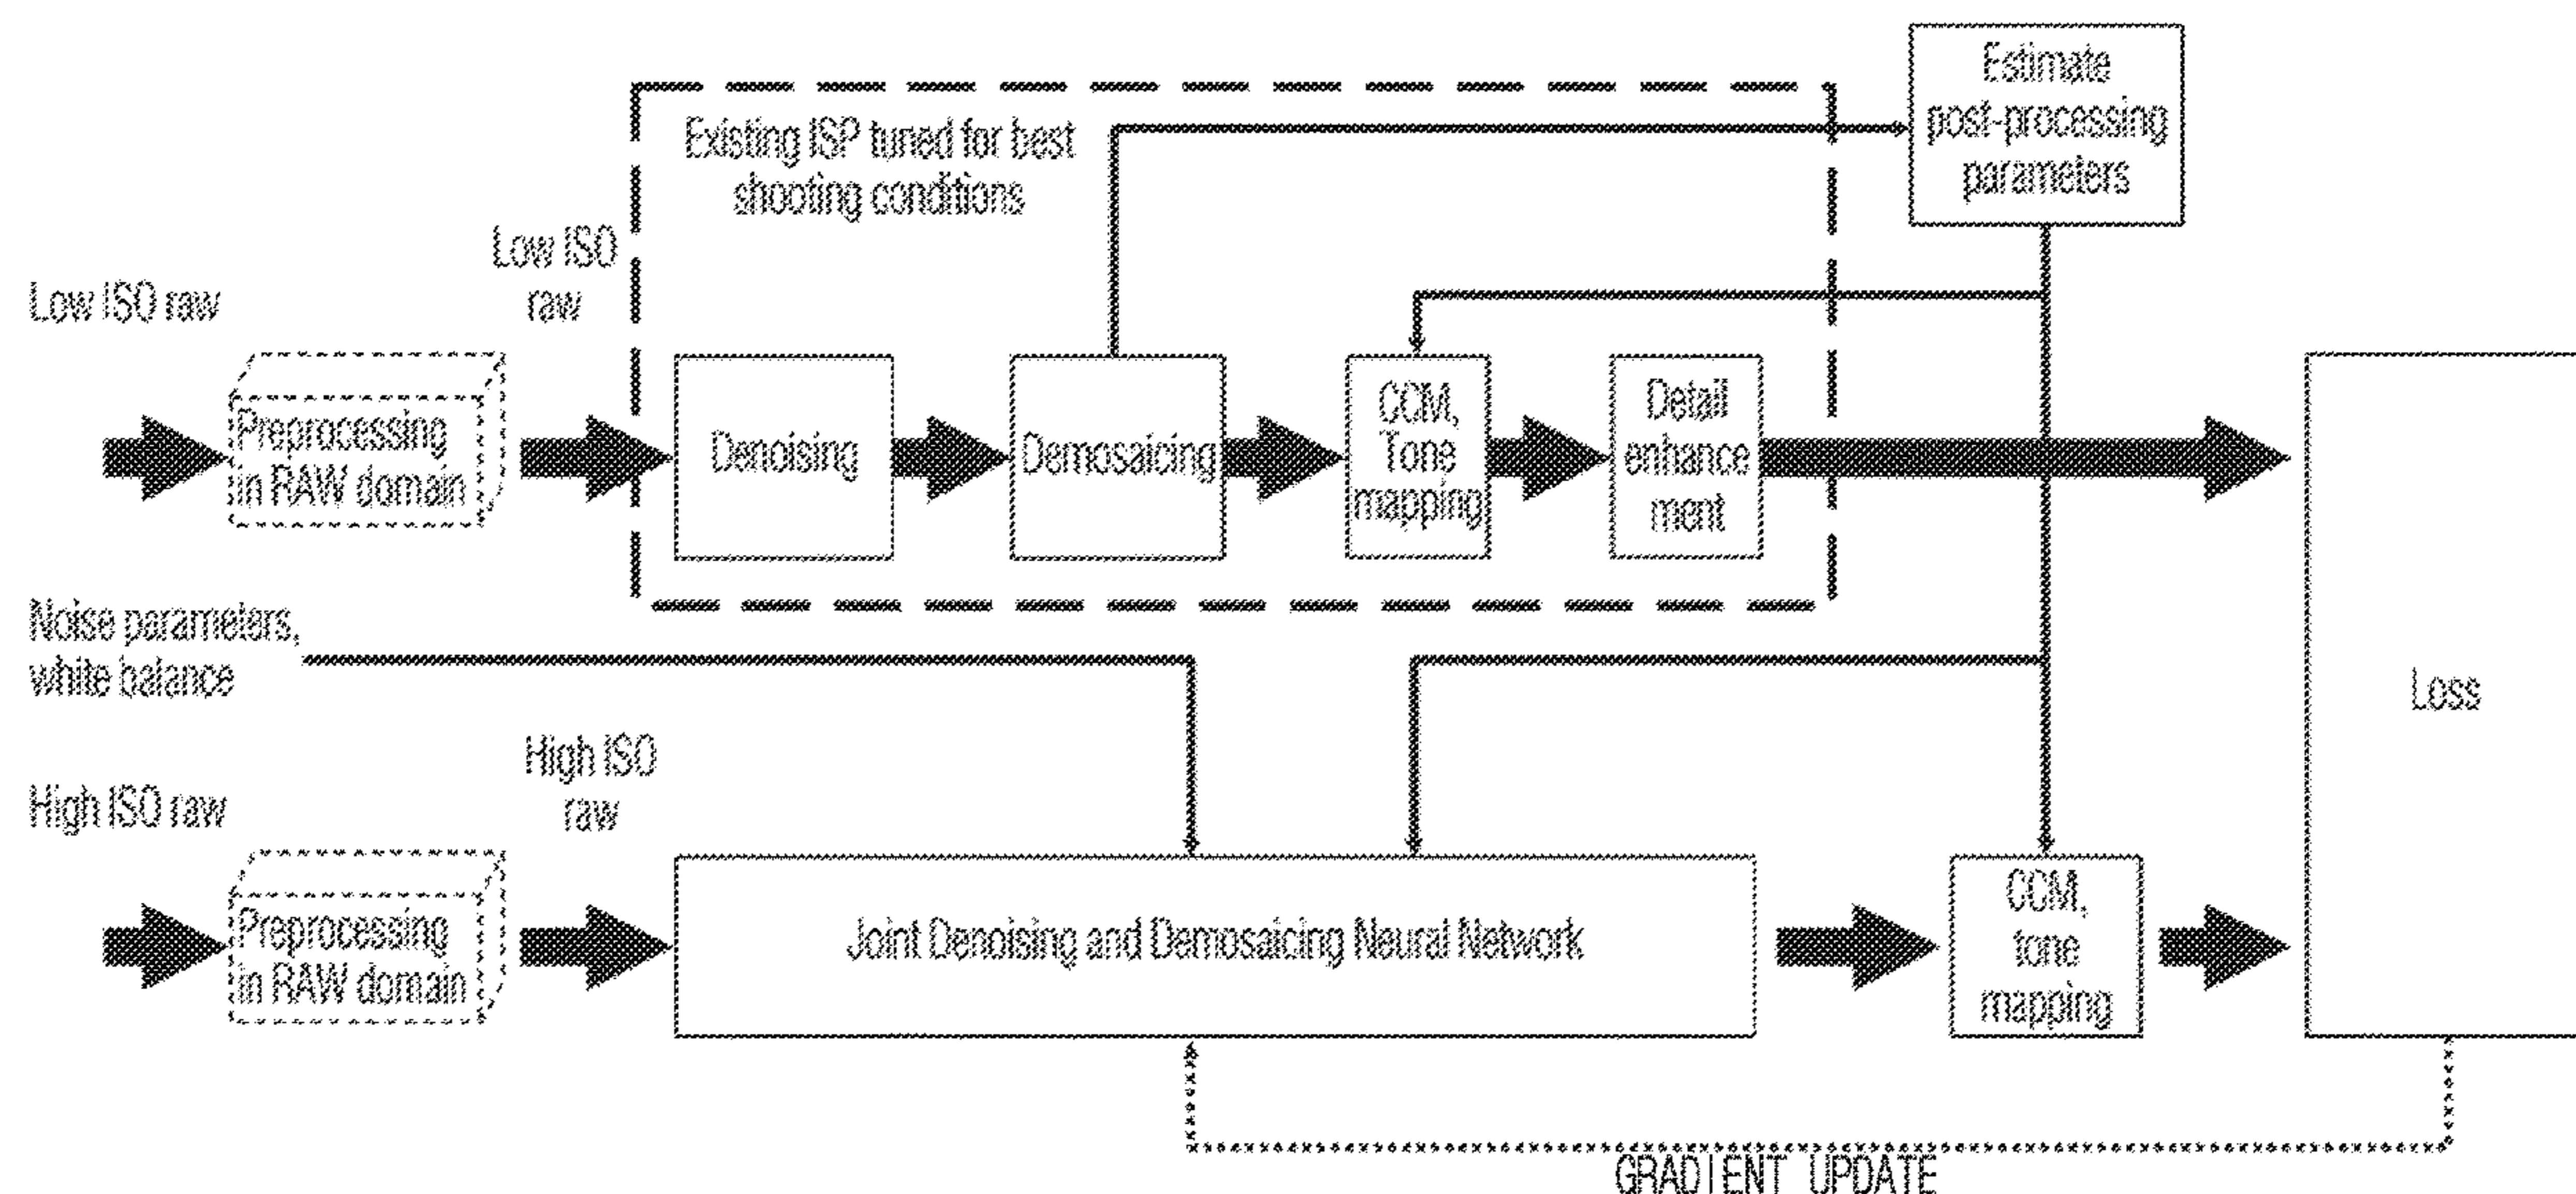 Estimate
post-processing
parameters
Existing ISP tuned for best
shooting conditions
Low ISO
raw
Low ISO raw
Preprocessing
in RAW domain
Denoising
Demosaicing
CCM,
Tone
mapping
Detail
enhance
ment
Noise parameters,
white balance
Loss
High ISO
raw
High ISO raw
Preprocessing
in RAW domain
Joint Denoising and Demosaicing Neural Network
CCM,
tone
mapping
GRADIENT UPDATE